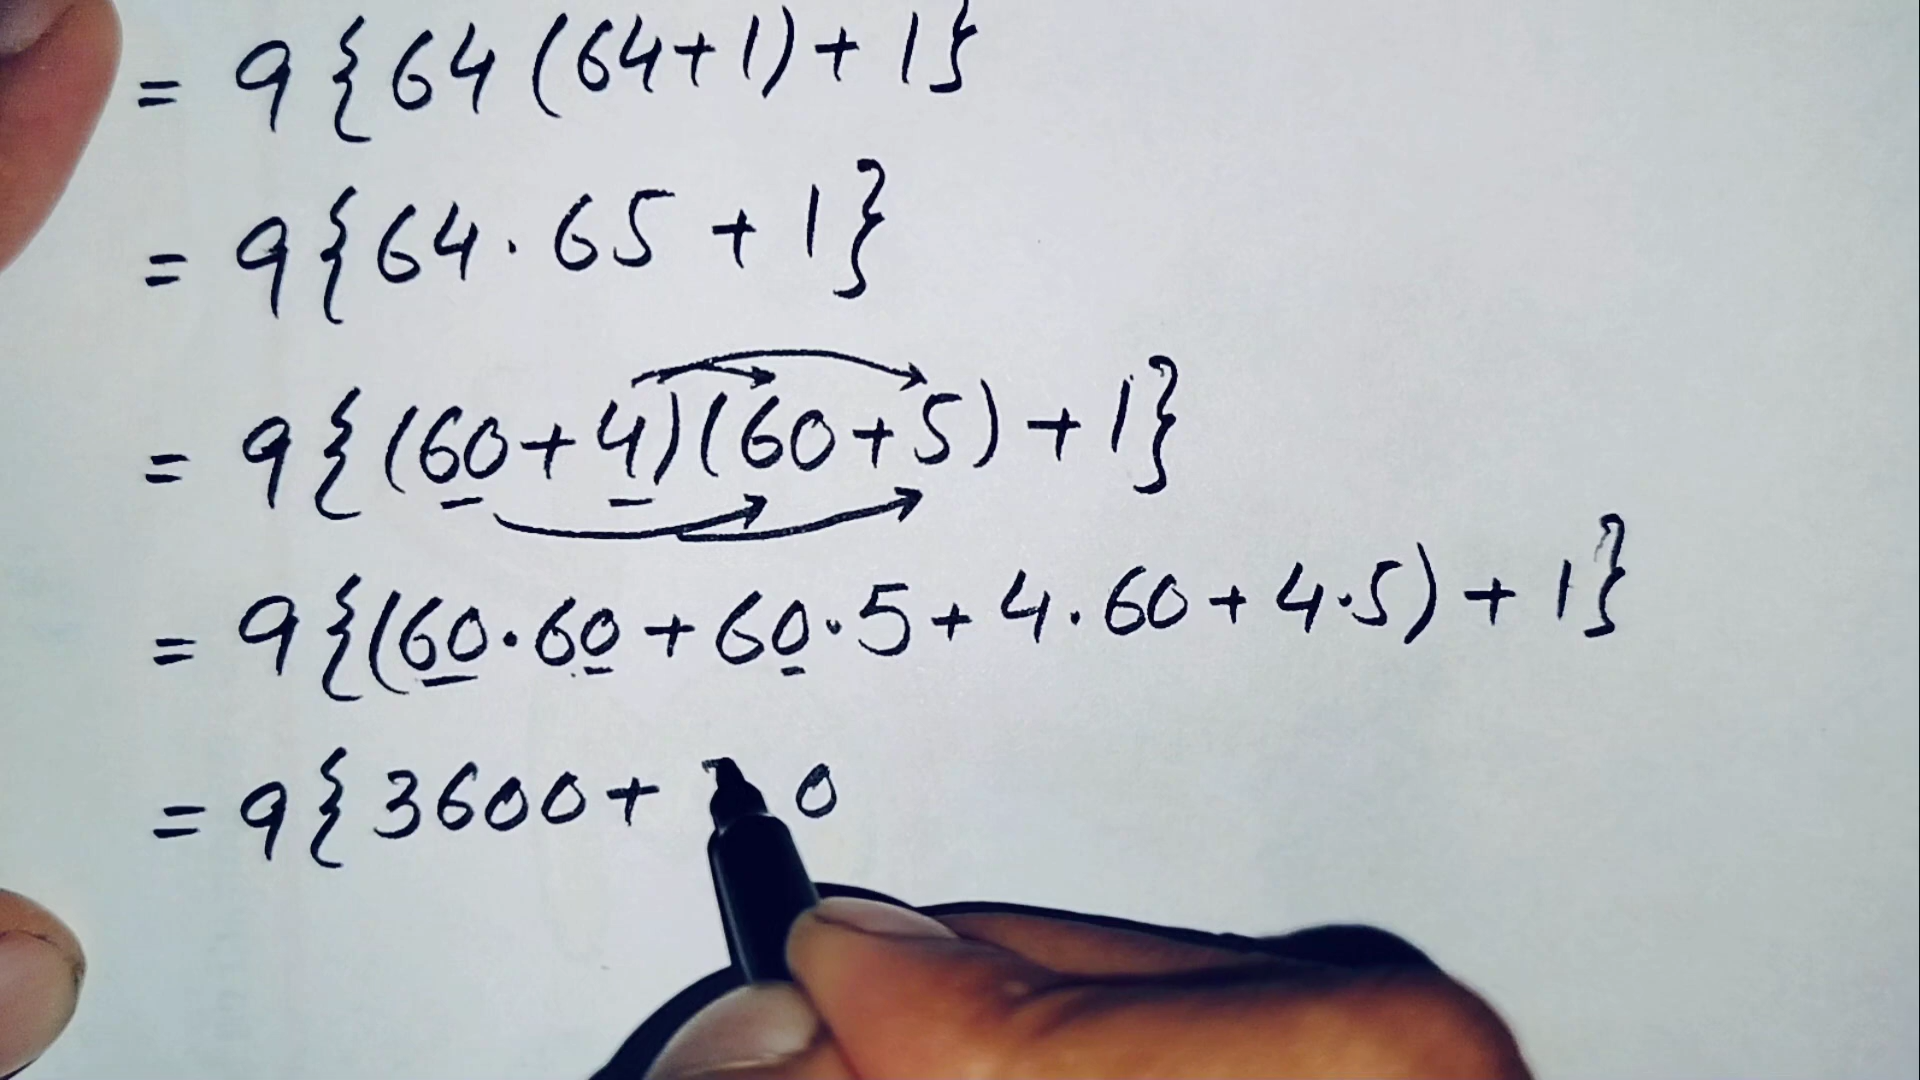 = 9{64(64+1)+1}
= 9{64·65+1}
= 9{(60+4)(60+5)+1}
= 9{(60·60+60·5+4·60+4·5)+1}
= 9{3600+ 0